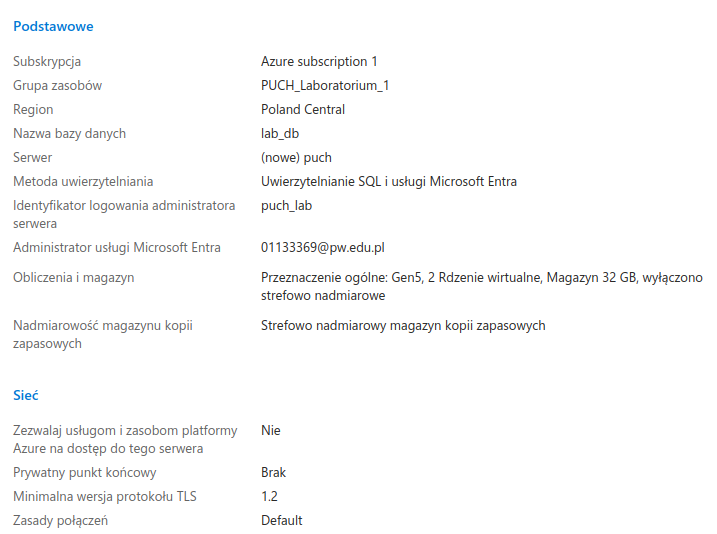 Podstawowe
Subskrypcja Azure subscription 1
Grupa zasobów PUCH_Laboratorium_1
Region Poland Central
Nazwa bazy danych lab_db
Serwer (nowe) puch
Metoda uwierzytelniania Uwierzytelnianie SQL i usługi Microsoft Entra
Identyfikator logowania administratora puch_lab
serwera
Administrator usługi Microsoft Entra 01133369@pw.edu.pl
Obliczenia i magazyn Przeznaczenie ogólne: Gen5, 2 Rdzenie wirtualne, Magazyn 32 GB, wyłączono
strefowo nadmiarowe
Nadmiarowość magazynu kopii Strefowo nadmiarowy magazyn kopii zapasowych
zapasowych
Sieć
Zezwalaj usługom i zasobom platformy Nie
Azure na dostęp do tego serwera
Prywatny punkt końcowy Brak
Minimalna wersja protokołu TLS 1.2
Zasady połączeń Default